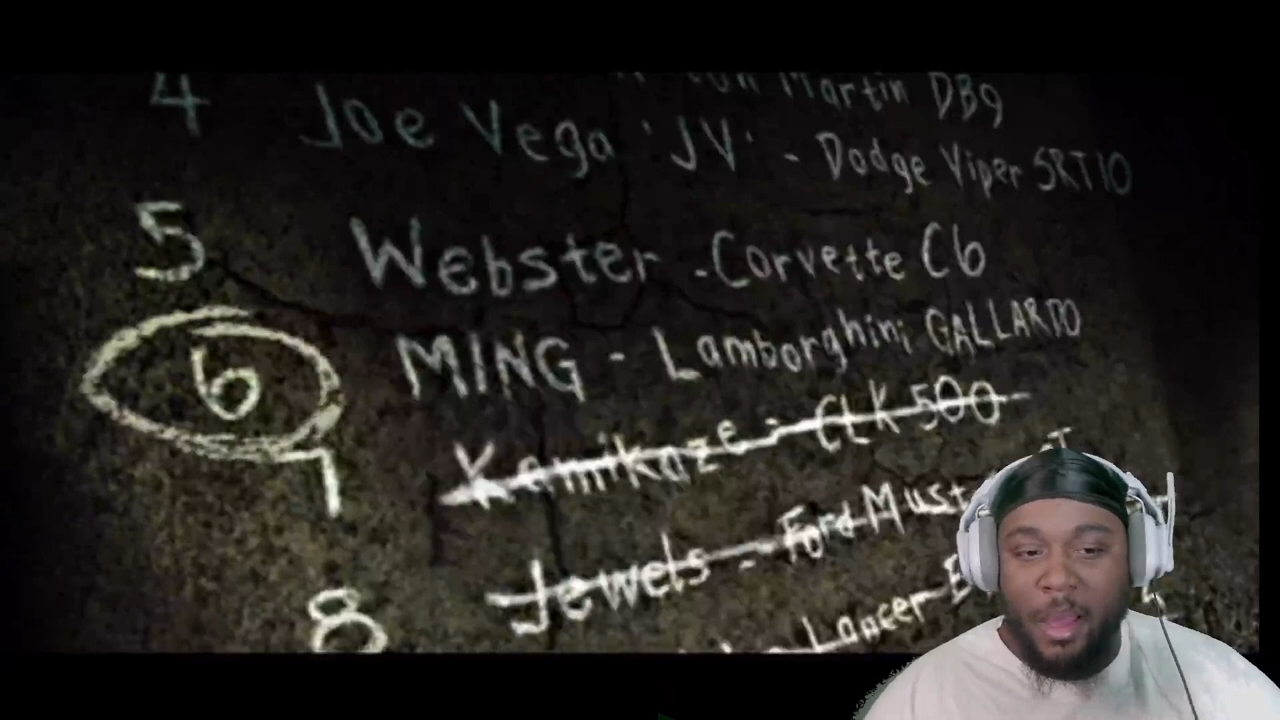 Martin DB9
4 Joe Vega 'JV' - Dodge Viper SRT10
5 Webster - Corvette C6
6 MING - Lamborghini GALLARDO
7 Kamikaze - CLK 500
8 Jewels - Ford
Lancer